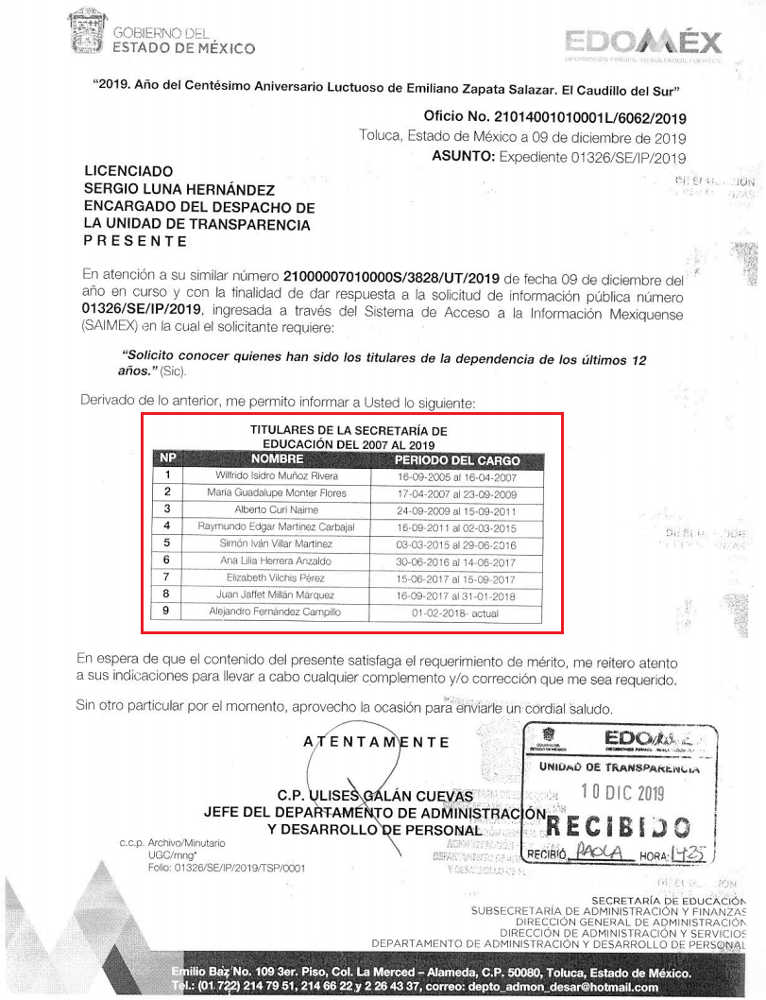 GOBIERNO DEL
ESTADO DE MÉXICO
EDOMÉX
DECISIONES FIRMES, RESULTADOS FUERTES
“2019. Año del Centésimo Aniversario Luctuoso de Emiliano Zapata Salazar. El Caudillo del Sur”
Oficio No. 21014001010001L/6062/2019
Toluca, Estado de México a 09 de diciembre de 2019
ASUNTO: Expediente 01326/SE/IP/2019
LICENCIADO
SERGIO LUNA HERNÁNDEZ
ENCARGADO DEL DESPACHO DE
LA UNIDAD DE TRANSPARENCIA
P R E S E N T E
En atención a su similar número 21000007010000S/3828/UT/2019 de fecha 09 de diciembre del
año en curso y con la finalidad de dar respuesta a la solicitud de información pública número
01326/SE/IP/2019, ingresada a través del Sistema de Acceso a la Información Mexiquense
(SAIMEX) en la cual el solicitante requiere:
“Solicito conocer quienes han sido los titulares de la dependencia de los últimos 12
años.” (Sic).
Derivado de lo anterior, me permito informar a Usted lo siguiente:
TITULARES DE LA SECRETARÍA DE
EDUCACIÓN DEL 2007 AL 2019
NP NOMBRE PERIODO DEL CARGO
1 Wilfrido Isidro Muñoz Rivera 16-09-2005 al 16-04-2007
2 María Guadalupe Monter Flores 17-04-2007 al 23-09-2009
3 Alberto Curi Naime 24-09-2009 al 15-09-2011
4 Raymundo Edgar Martínez Carbajal 16-09-2011 al 02-03-2015
5 Simón Iván Villar Martínez 03-03-2015 al 29-06-2016
6 Ana Lilia Herrera Anzaldo 30-06-2016 al 14-06-2017
7 Elizabeth Vilchis Pérez 15-06-2017 al 15-09-2017
8 Juan Jaffet Millán Márquez 16-09-2017 al 31-01-2018
9 Alejandro Fernández Campillo 01-02-2018- actual
En espera de que el contenido del presente satisfaga el requerimiento de mérito, me reitero atento
a sus indicaciones para llevar a cabo cualquier complemento y/o corrección que me sea requerido.
Sin otro particular por el momento, aprovecho la ocasión para enviarle un cordial saludo.
A T E N T A M E N T E
C.P. ULISES GALÁN CUEVAS
JEFE DEL DEPARTAMENTO DE ADMINISTRACIÓN
Y DESARROLLO DE PERSONAL
GOBIERNO DEL
ESTADO DE MÉXICO
EDOMÉX
DECISIONES FIRMES, RESULTADOS FUERTES
UNIDAD DE TRANSPARENCIA
10 DIC 2019
RECIBIDO
RECIBIÓ PAOLA HORA: 1435
c.c.p. Archivo/Minutario
UGC/mng*
Folio: 01326/SE/IP/2019/TSP/0001
SECRETARÍA DE EDUCACIÓN
SUBSECRETARÍA DE ADMINISTRACIÓN Y FINANZAS
DIRECCIÓN GENERAL DE ADMINISTRACIÓN
DIRECCIÓN DE ADMINISTRACIÓN Y SERVICIOS
DEPARTAMENTO DE ADMINISTRACIÓN Y DESARROLLO DE PERSONAL
Emilio Baz No. 109 3er. Piso, Col. La Merced – Alameda, C.P. 50080, Toluca, Estado de México.
Tel.: (01 722) 214 79 51, 214 66 22 y 2 26 43 37, correo: depto_admon_desar@hotmail.com